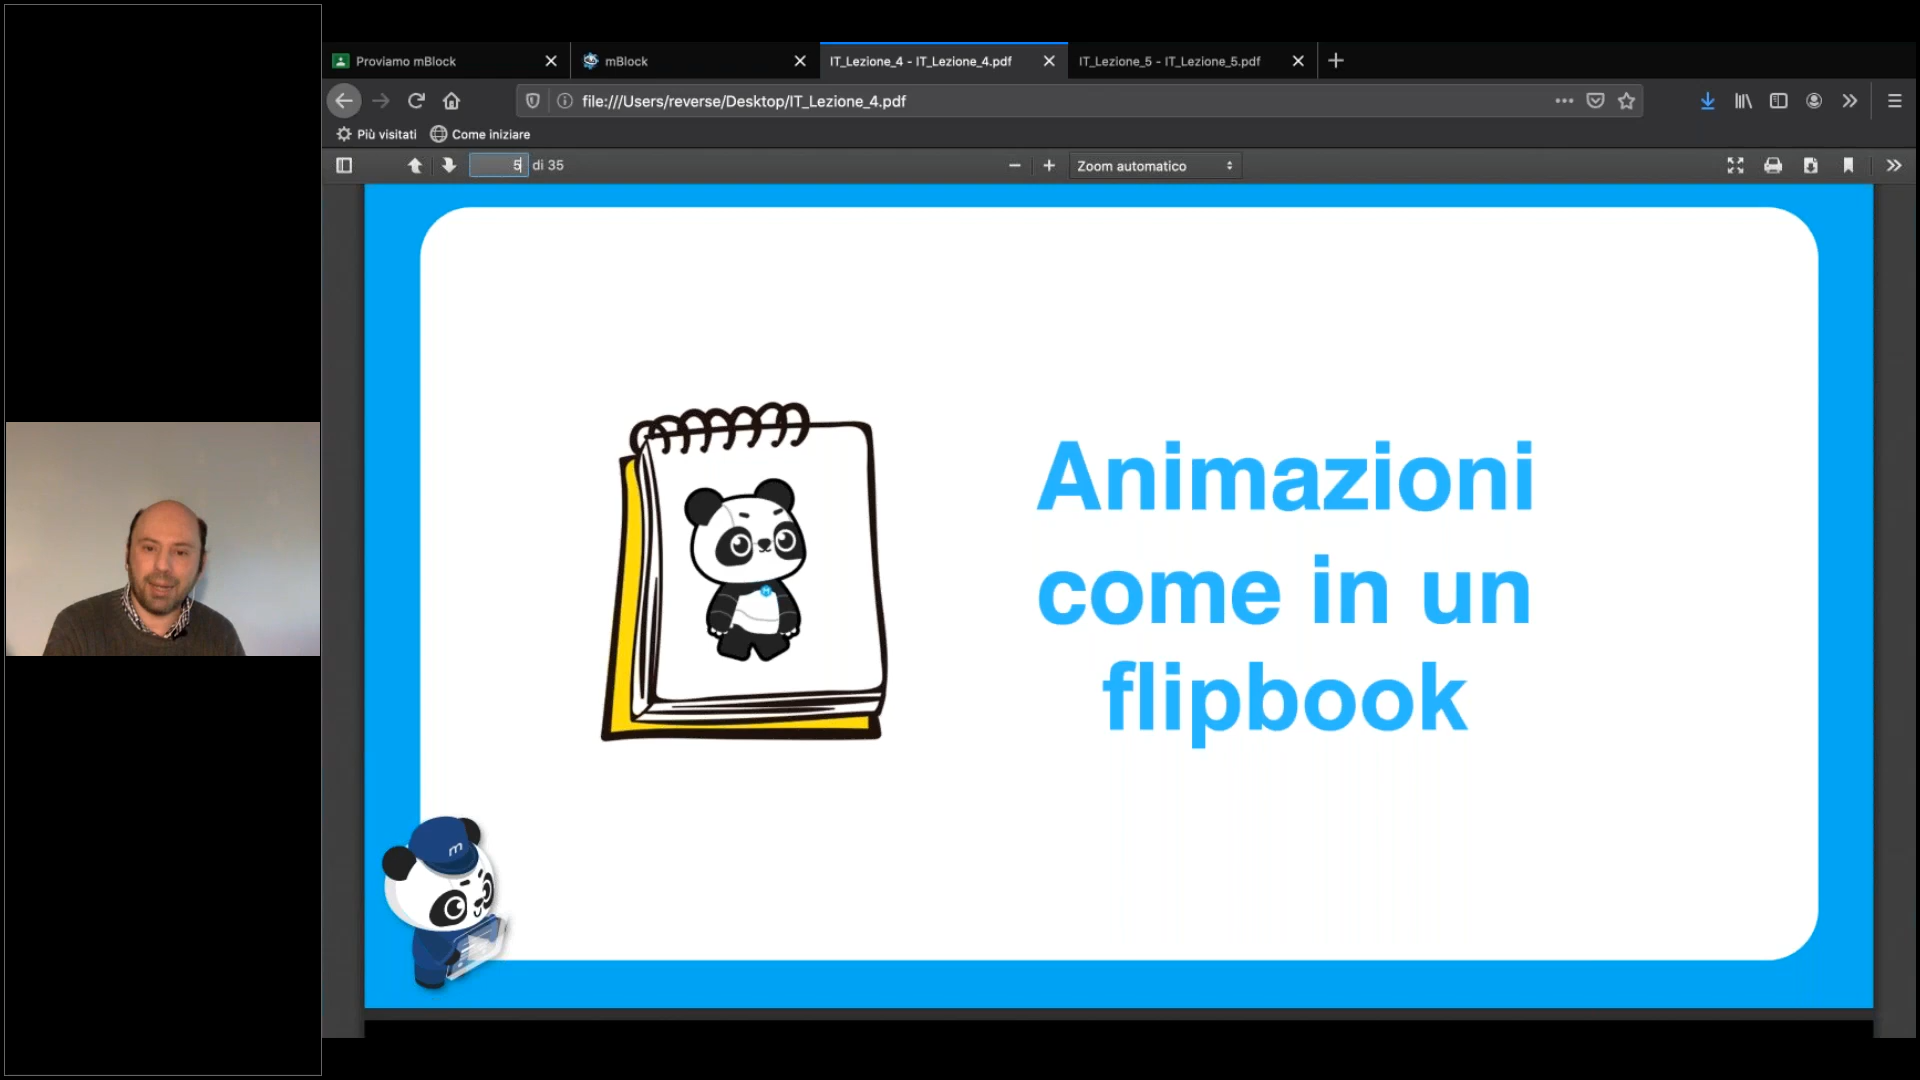 Proviamo mBlock
mBlock
IT_Lezione_4 - IT_Lezione_4.pdf
IT_Lezione_5 - IT_Lezione_5.pdf
file:///Users/reverse/Desktop/IT_Lezione_4.pdf
Più visitati
Come iniziare
5 di 35
Zoom automatico
Animazioni
come in un
flipbook
m